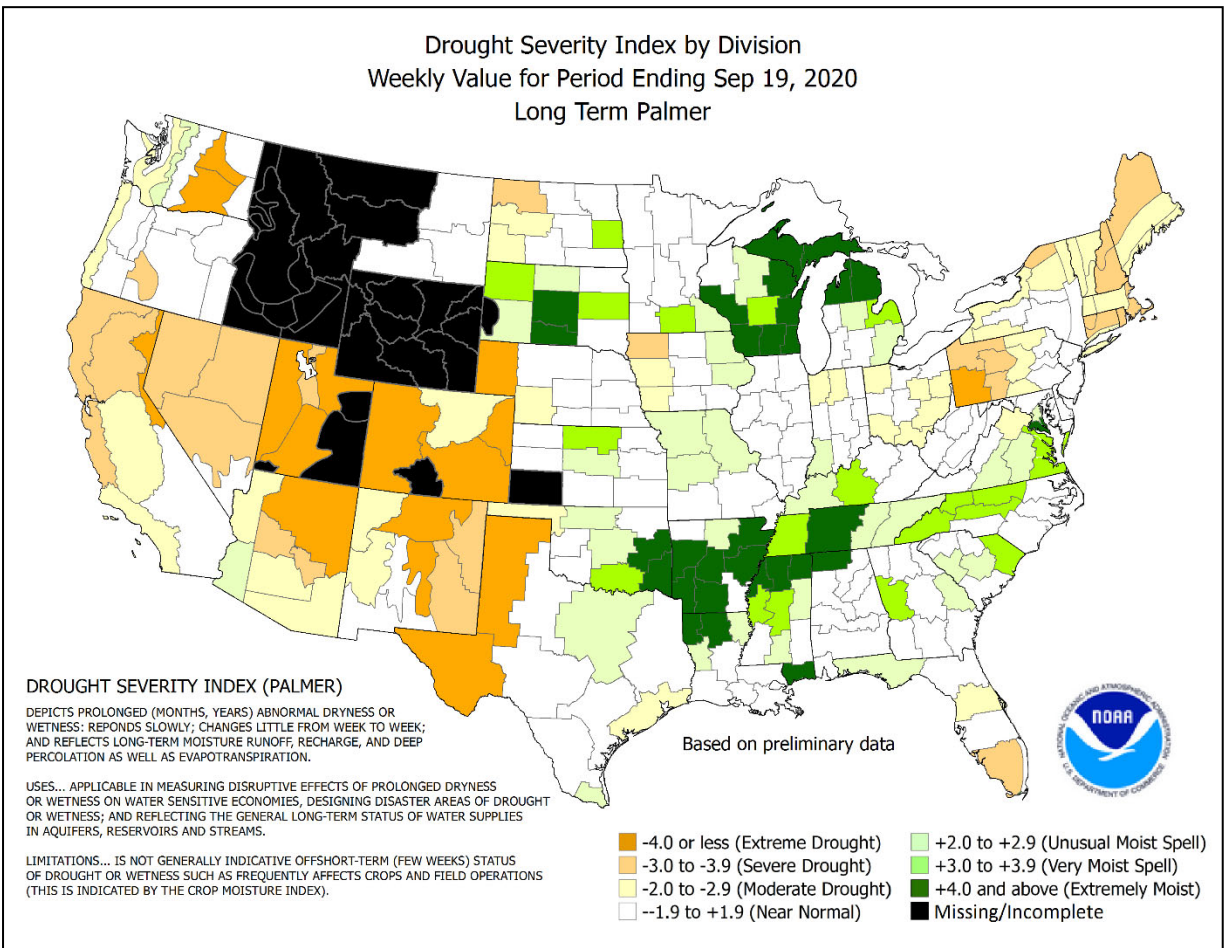 Drought Severity Index by Division
Weekly Value for Period Ending Sep 19, 2020
Long Term Palmer
DROUGHT SEVERITY INDEX (PALMER)
DEPICTS PROLONGED (MONTHS, YEARS) ABNORMAL DRYNESS OR
WETNESS: REPONDS SLOWLY; CHANGES LITTLE FROM WEEK TO WEEK;
AND REFLECTS LONG-TERM MOISTURE RUNOFF, RECHARGE, AND DEEP
PERCOLATION AS WELL AS EVAPOTRANSPIRATION.
USES... APPLICABLE IN MEASURING DISRUPTIVE EFFECTS OF PROLONGED DRYNESS
OR WETNESS ON WATER SENSITIVE ECONOMIES, DESIGNING DISASTER AREAS OF DROUGHT
OR WETNESS; AND REFLECTING THE GENERAL LONG-TERM STATUS OF WATER SUPPLIES
IN AQUIFERS, RESERVOIRS AND STREAMS.
LIMITATIONS... IS NOT GENERALLY INDICATIVE OFFSHORT-TERM (FEW WEEKS) STATUS
OF DROUGHT OR WETNESS SUCH AS FREQUENTLY AFFECTS CROPS AND FIELD OPERATIONS
(THIS IS INDICATED BY THE CROP MOISTURE INDEX).
Based on preliminary data
NATIONAL OCEANIC AND ATMOSPHERIC ADMINISTRATION
NOAA
U.S. DEPARTMENT OF COMMERCE
-4.0 or less (Extreme Drought)
-3.0 to -3.9 (Severe Drought)
-2.0 to -2.9 (Moderate Drought)
--1.9 to +1.9 (Near Normal)
+2.0 to +2.9 (Unusual Moist Spell)
+3.0 to +3.9 (Very Moist Spell)
+4.0 and above (Extremely Moist)
Missing/Incomplete